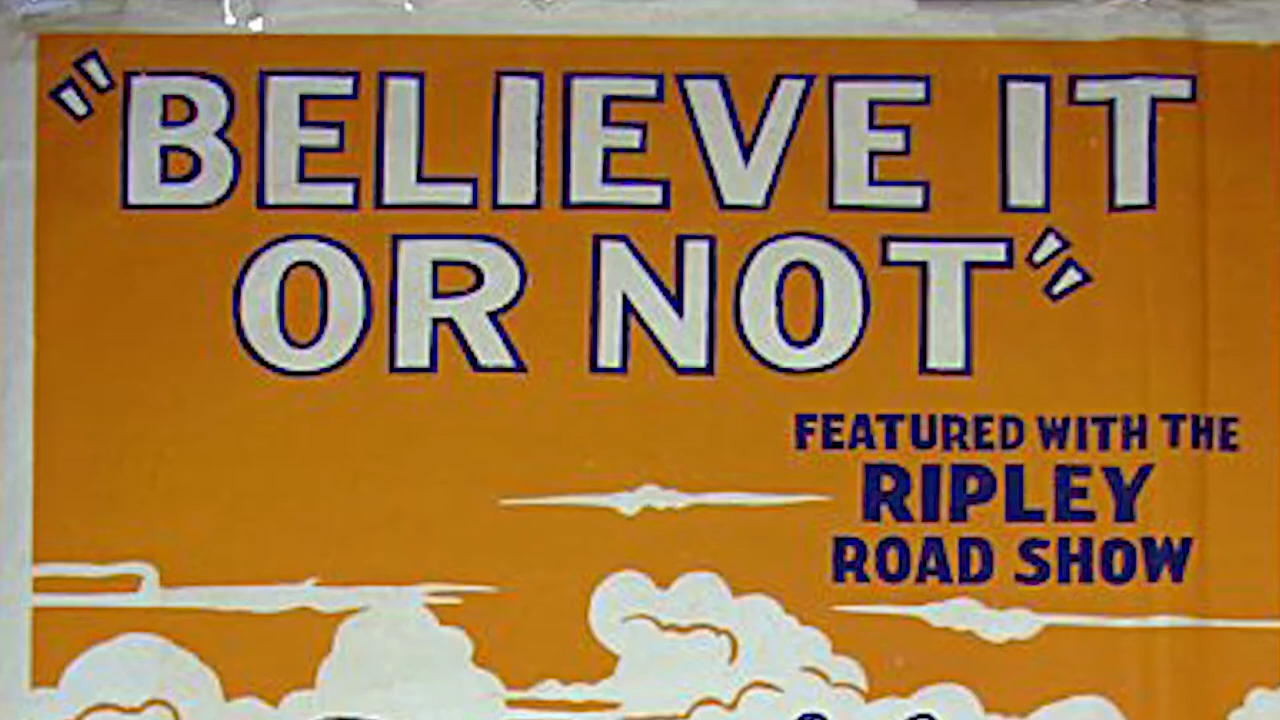 "BELIEVE IT
OR NOT"
FEATURED WITH THE
RIPLEY
ROAD SHOW